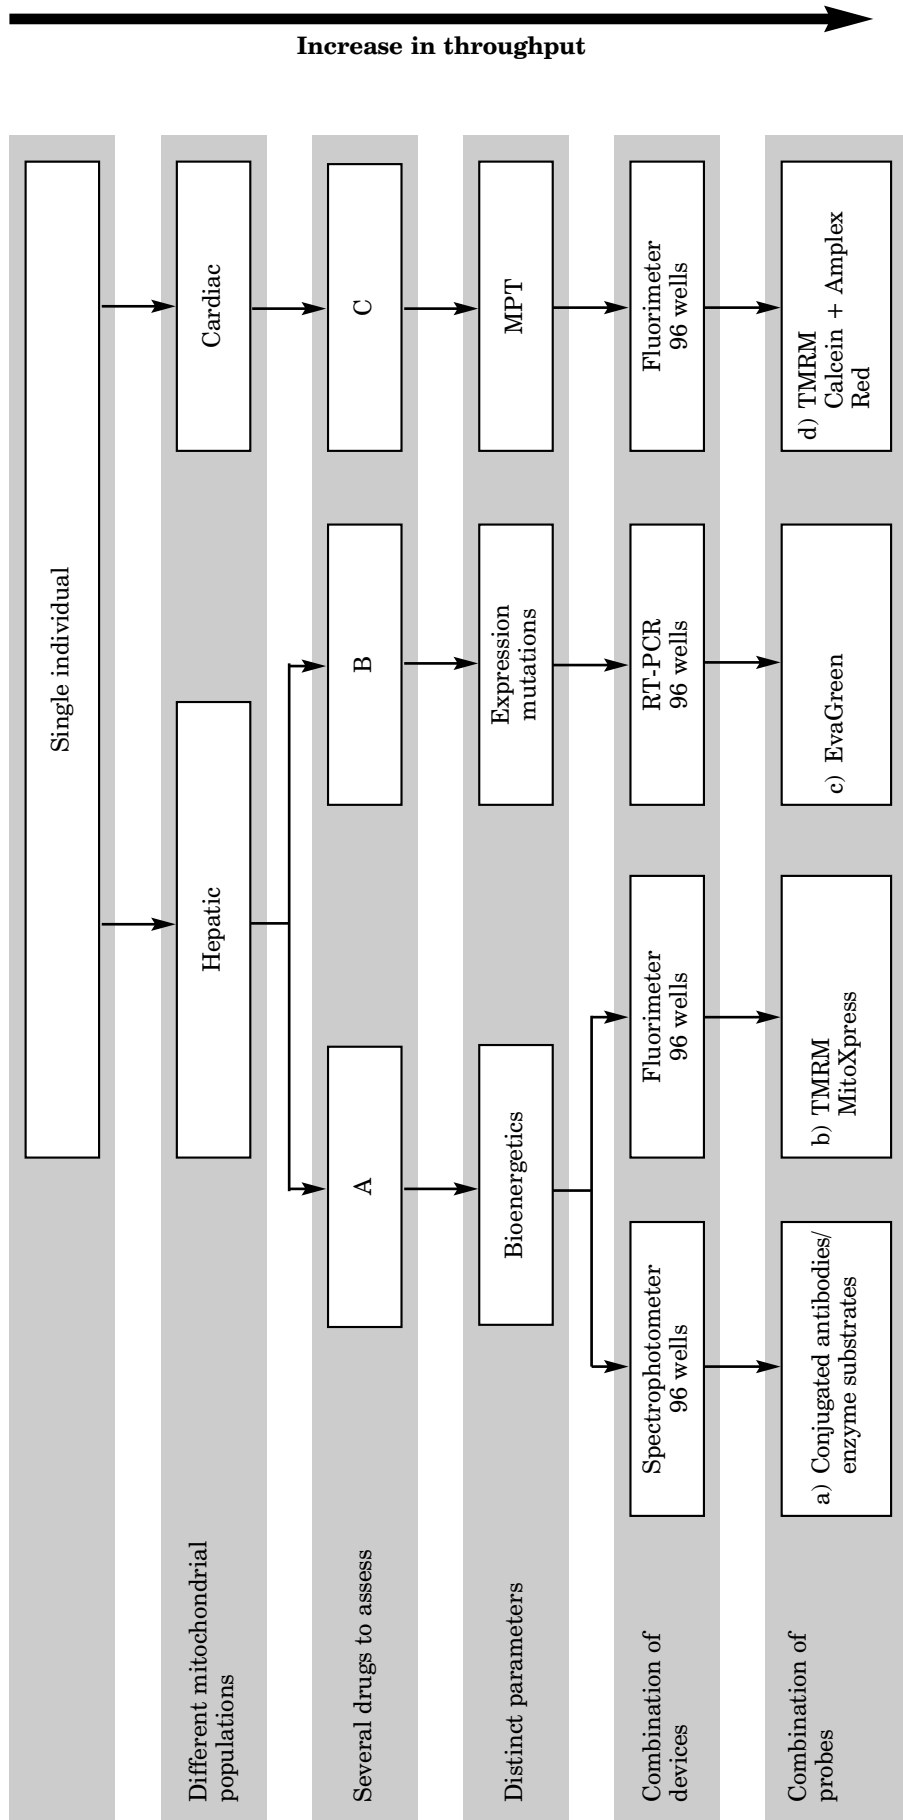 Increase in throughput
Single individual
Different mitochondrial
populations
Hepatic
Cardiac
Several drugs to assess
A
B
C
Distinct parameters
Bioenergetics
Expression
mutations
MPT
Combination of
devices
Spectrophotometer
96 wells
Fluorimeter
96 wells
RT-PCR
96 wells
Fluorimeter
96 wells
Combination of
probes
a) Conjugated antibodies/
enzyme substrates
b) TMRM
MitoXpress
c) EvaGreen
d) TMRM
Calcein + Amplex
Red